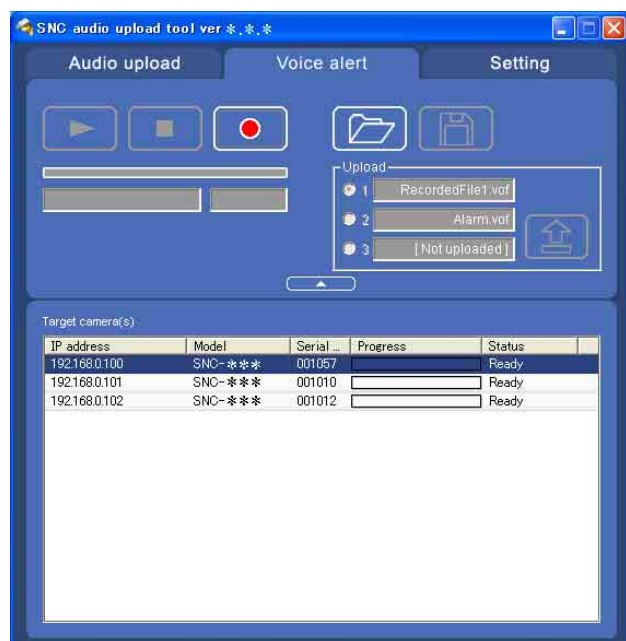 SNC audio upload tool ver *.*.*
Audio upload Voice alert Setting
Upload
1 RecordedFile1.vof
2 Alarm.vof
3 [Not uploaded]
Target camera(s)
IP address Model Serial ... Progress Status
192.168.0.100 SNC-*** 001057 Ready
192.168.0.101 SNC-*** 001010 Ready
192.168.0.102 SNC-*** 001012 Ready